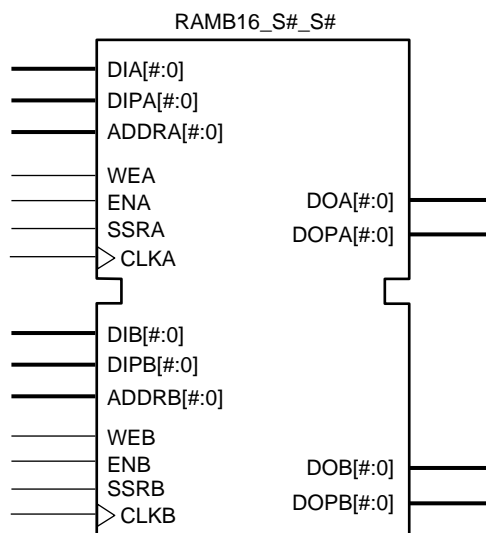 RAMB16_S#_S#
DIA[#:0]
DIPA[#:0]
ADDRA[#:0]
WEA
ENA
DOA[#:0]
SSRA
DOPA[#:0]
CLKA
DIB[#:0]
DIPB[#:0]
ADDRB[#:0]
WEB
ENB
DOB[#:0]
SSRB
DOPB[#:0]
CLKB